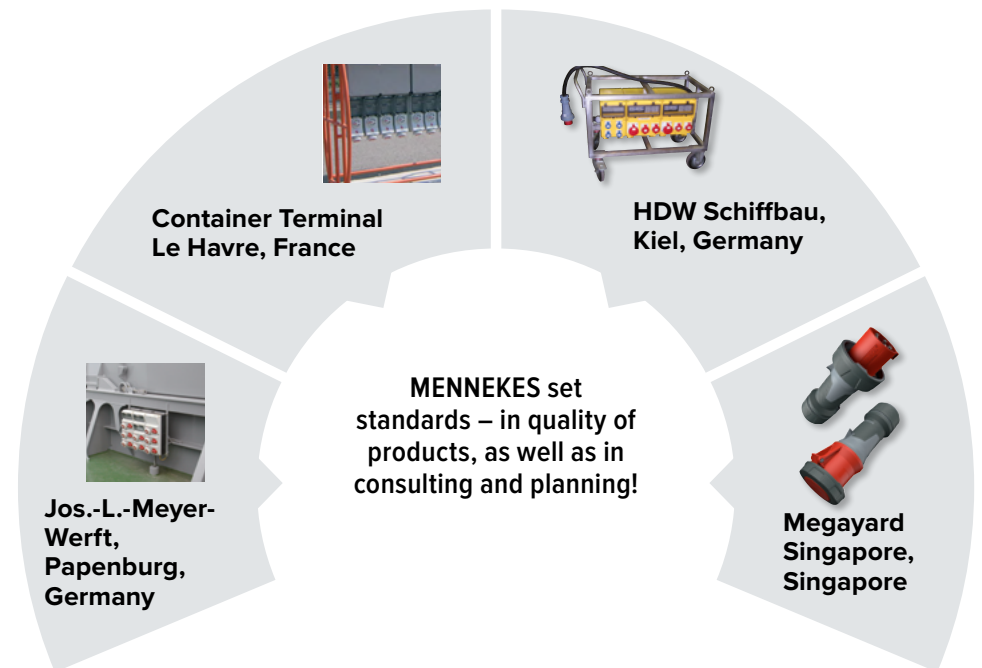 Container Terminal
Le Havre, France
HDW Schiffbau,
Kiel, Germany
MENNEKES set
standards – in quality of
products, as well as in
consulting and planning!
Jos.-L.-Meyer-
Werft,
Papenburg,
Germany
Megayard
Singapore,
Singapore